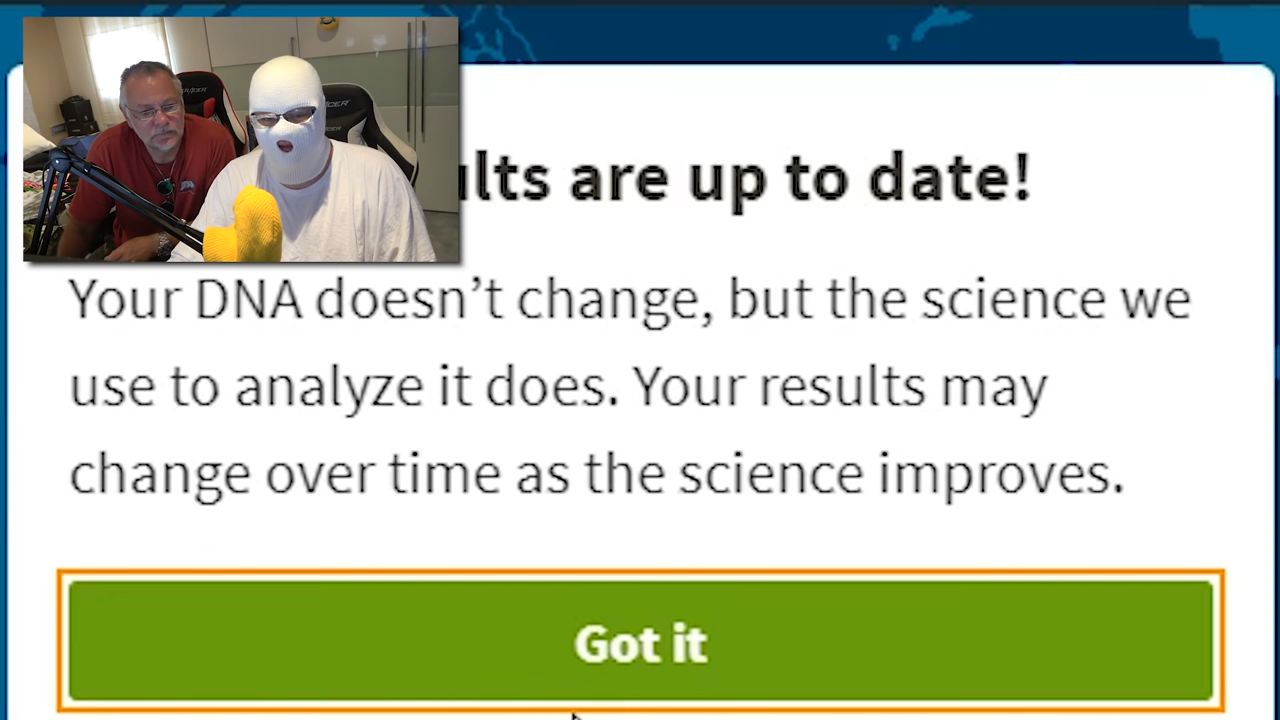 ults are up to date!
Your DNA doesn’t change, but the science we
use to analyze it does. Your results may
change over time as the science improves.
Got it